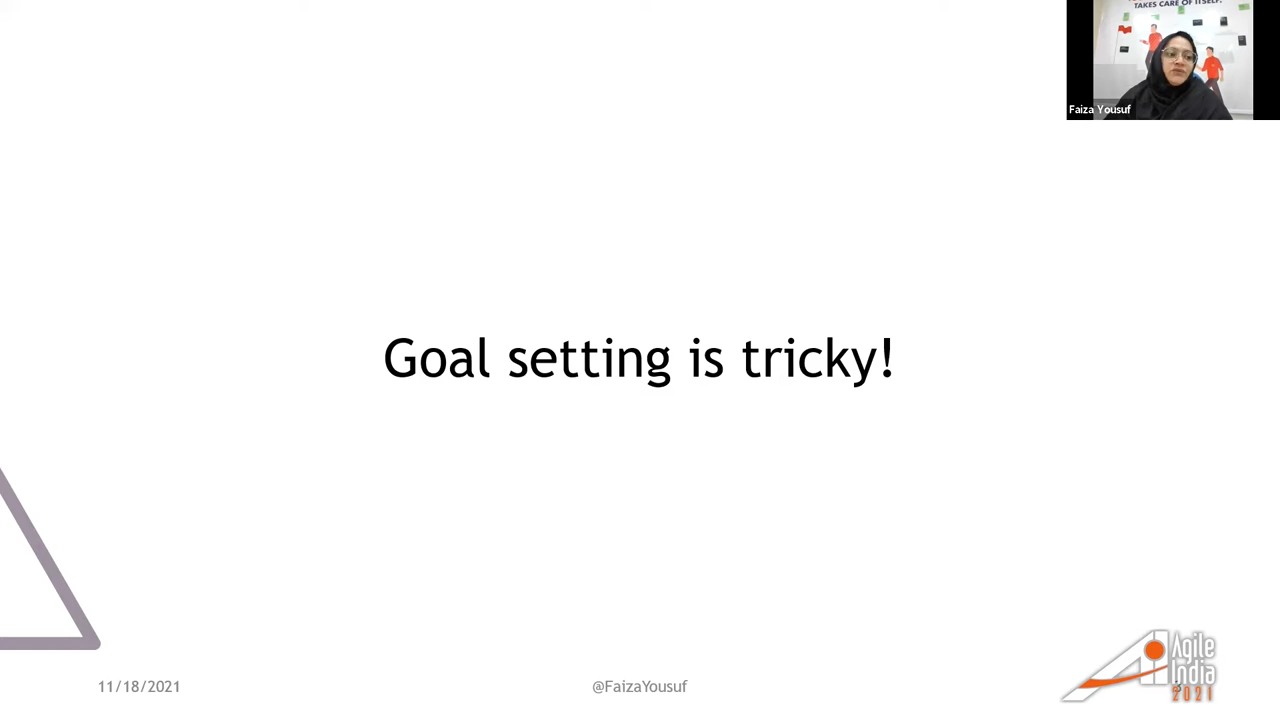 TAKES CARE OF ITSELF.
Faiza Yousuf
Goal setting is tricky!
11/18/2021
@FaizaYousuf
Agile
India
2021